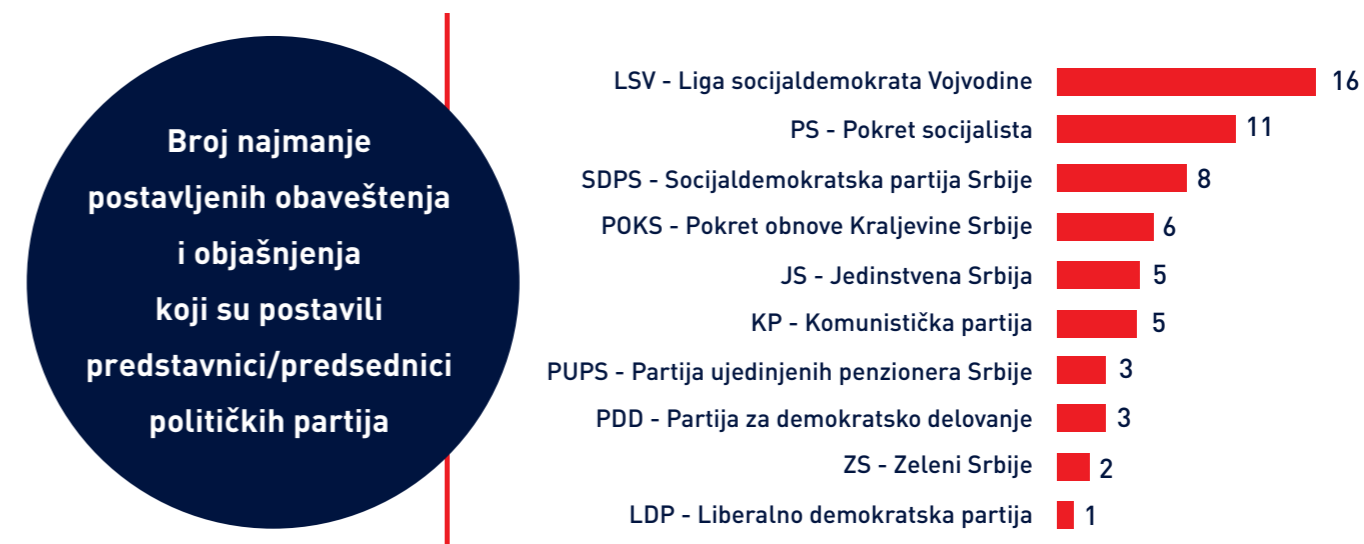 Broj najmanje
postavljenih obaveštenja
i objašnjenja
koji su postavili
predstavnici/predsednici
političkih partija
LSV - Liga socijaldemokrata Vojvodine 16
PS - Pokret socijalista 11
SDPS - Socijaldemokratska partija Srbije 8
POKS - Pokret obnove Kraljevine Srbije 6
JS - Jedinstvena Srbija 5
KP - Komunistička partija 5
PUPS - Partija ujedinjenih penzionera Srbije 3
PDD - Partija za demokratsko delovanje 3
ZS - Zeleni Srbije 2
LDP - Liberalno demokratska partija 1